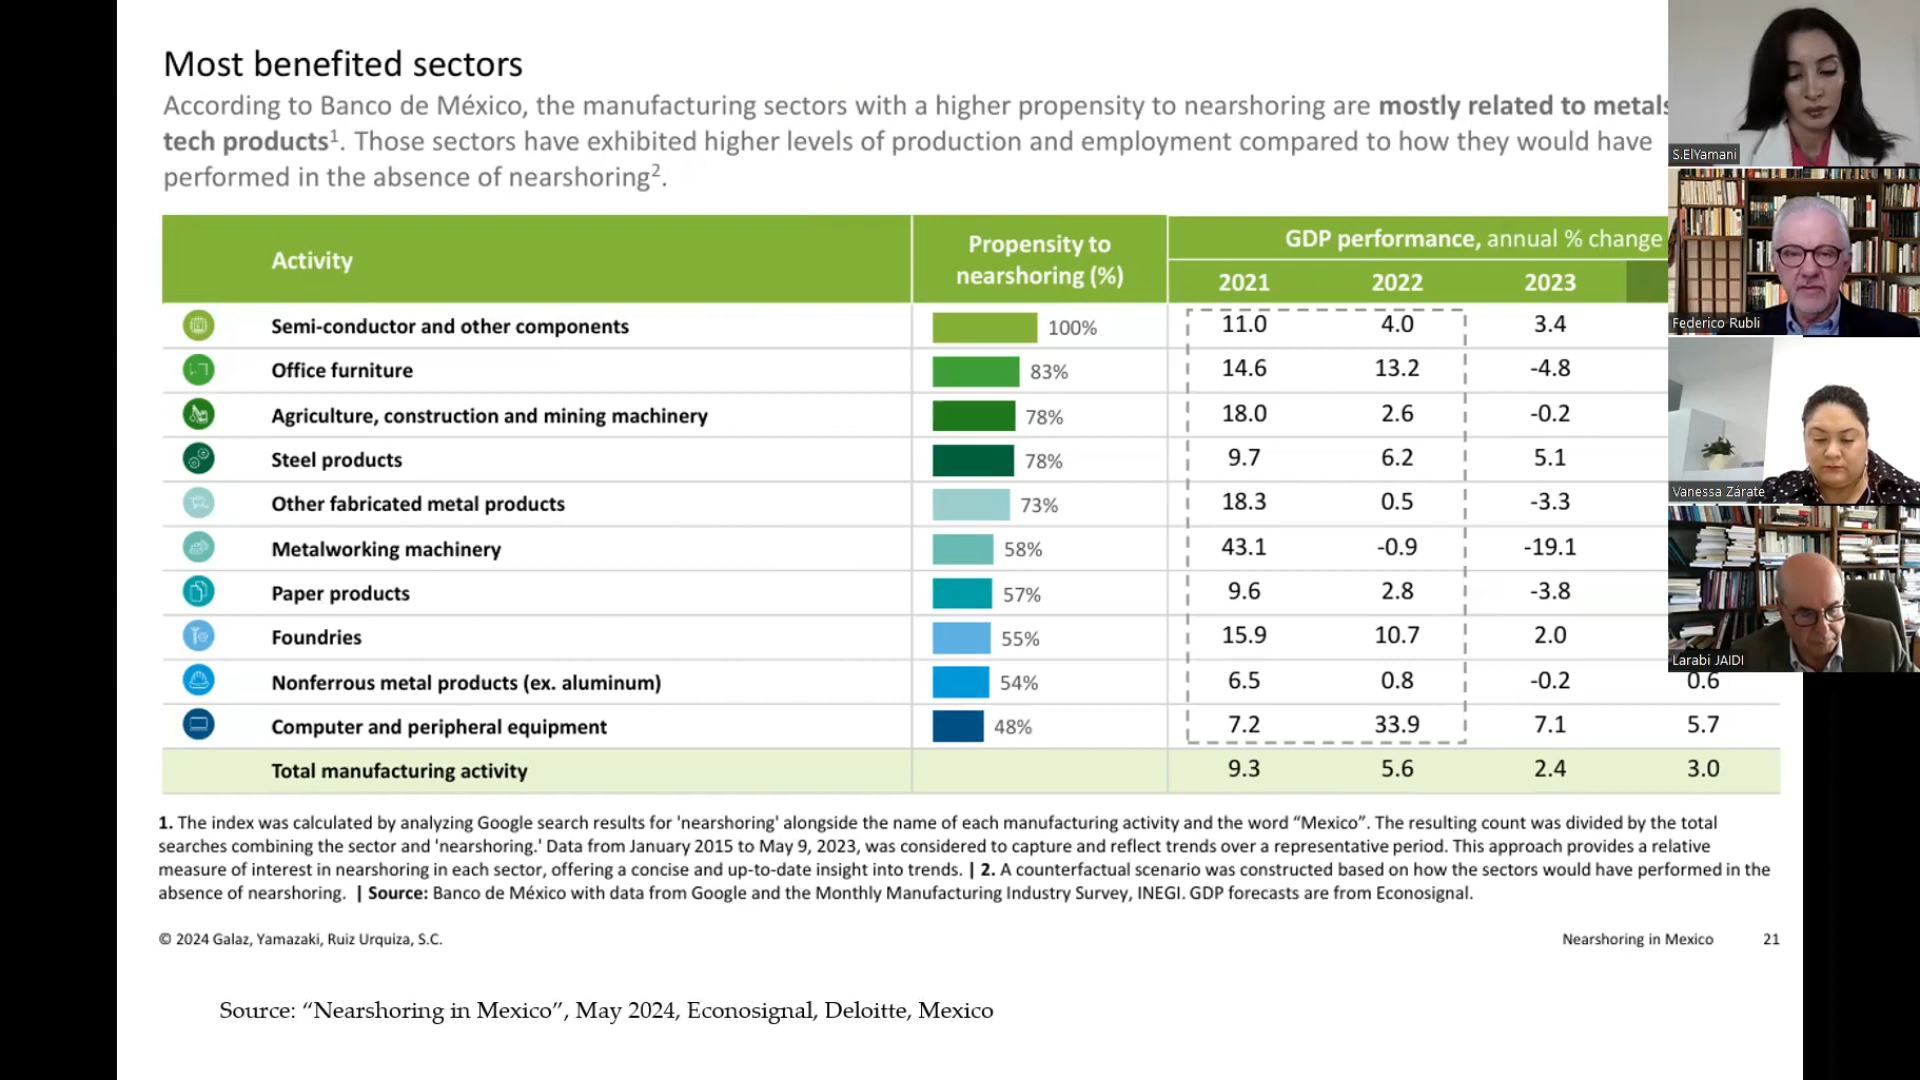 Most benefited sectors
According to Banco de México, the manufacturing sectors with a higher propensity to nearshoring are mostly related to metals
tech products¹. Those sectors have exhibited higher levels of production and employment compared to how they would have
performed in the absence of nearshoring².
Activity
Propensity to
nearshoring (%)
GDP performance, annual % change
2021 2022 2023
Semi-conductor and other components 100% 11.0 4.0 3.4
Office furniture 83% 14.6 13.2 -4.8
Agriculture, construction and mining machinery 78% 18.0 2.6 -0.2
Steel products 78% 9.7 6.2 5.1
Other fabricated metal products 73% 18.3 0.5 -3.3
Metalworking machinery 58% 43.1 -0.9 -19.1
Paper products 57% 9.6 2.8 -3.8
Foundries 55% 15.9 10.7 2.0
Nonferrous metal products (ex. aluminum) 54% 6.5 0.8 -0.2 0.6
Computer and peripheral equipment 48% 7.2 33.9 7.1 5.7
Total manufacturing activity 9.3 5.6 2.4 3.0
1. The index was calculated by analyzing Google search results for 'nearshoring' alongside the name of each manufacturing activity and the word “Mexico”. The resulting count was divided by the total
searches combining the sector and 'nearshoring.' Data from January 2015 to May 9, 2023, was considered to capture and reflect trends over a representative period. This approach provides a relative
measure of interest in nearshoring in each sector, offering a concise and up-to-date insight into trends. | 2. A counterfactual scenario was constructed based on how the sectors would have performed in the
absence of nearshoring. | Source: Banco de México with data from Google and the Monthly Manufacturing Industry Survey, INEGI. GDP forecasts are from Econosignal.
© 2024 Galaz, Yamazaki, Ruiz Urquiza, S.C.
Nearshoring in Mexico 21
Source: “Nearshoring in Mexico”, May 2024, Econosignal, Deloitte, Mexico
S.ElYamani
Federico Rubli
Vanessa Zárate
Larabi JAIDI